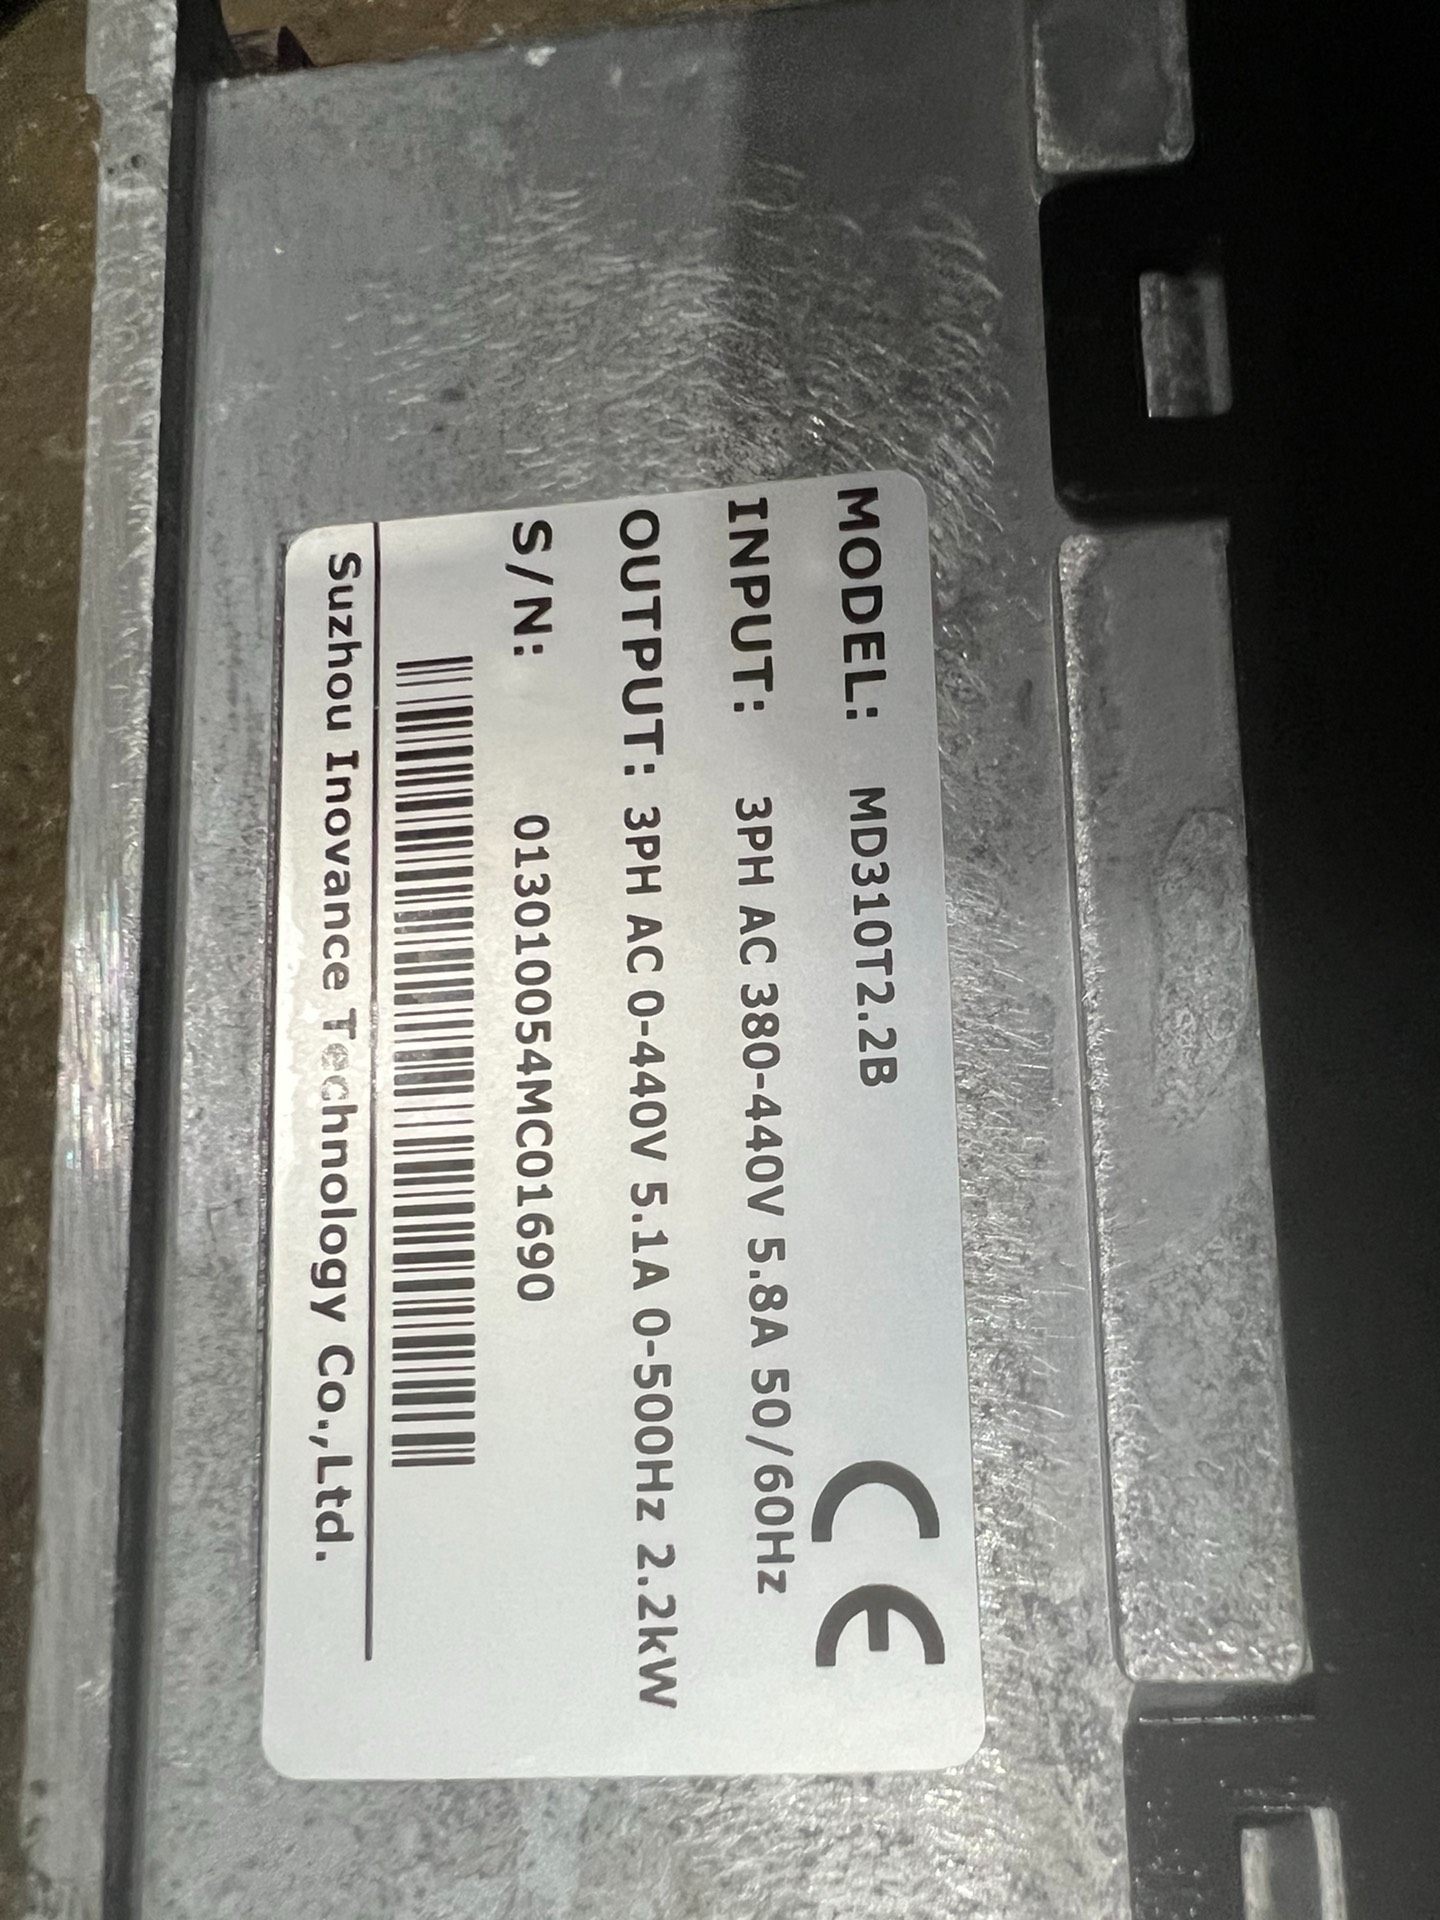 MODEL: MD310T2.2B
INPUT: 3PH AC 380-440V 5.8A 50/60Hz
OUTPUT: 3PH AC 0-440V 5.1A 0-500Hz 2.2kW
S/N: 013010054MC01690
Suzhou Inovance Technology Co.,Ltd.
CE